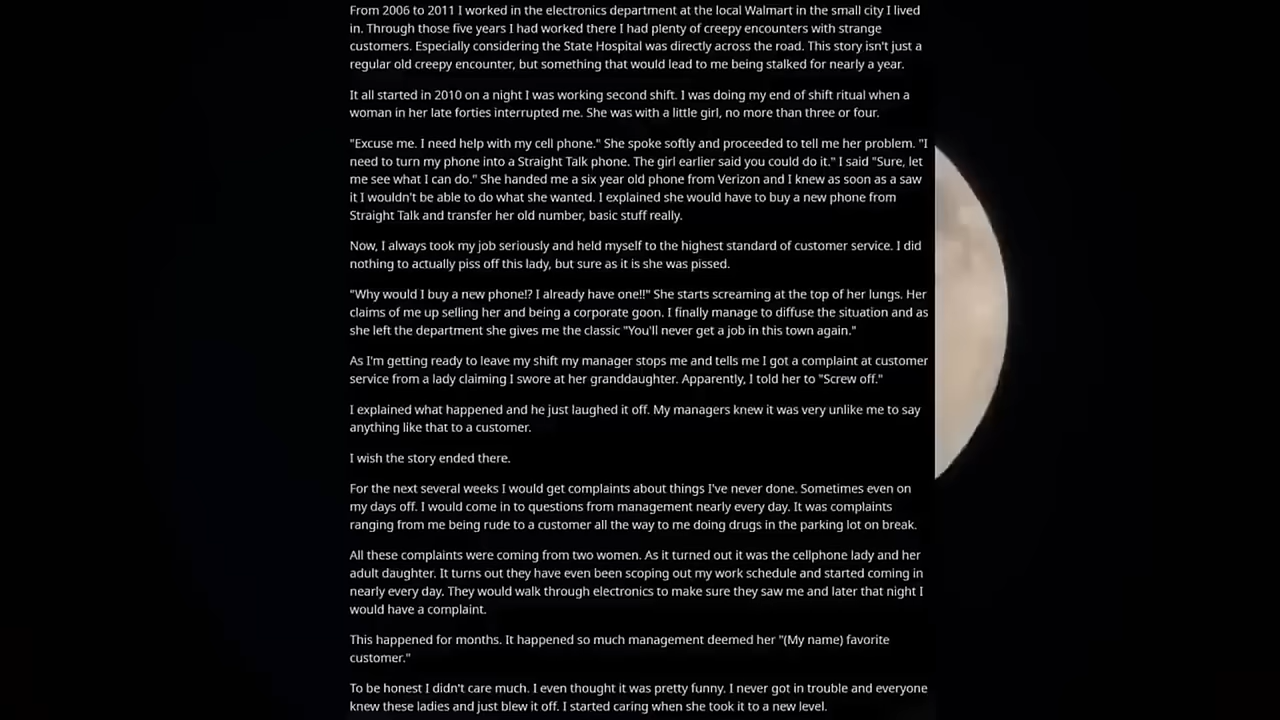 From 2006 to 2011 I worked in the electronics department at the local Walmart in the small city I lived
in. Through those five years I had worked there I had plenty of creepy encounters with strange
customers. Especially considering the State Hospital was directly across the road. This story isn't just a
regular old creepy encounter, but something that would lead to me being stalked for nearly a year.
It all started in 2010 on a night I was working second shift. I was doing my end of shift ritual when a
woman in her late forties interrupted me. She was with a little girl, no more than three or four.
"Excuse me. I need help with my cell phone." She spoke softly and proceeded to tell me her problem. "I
need to turn my phone into a Straight Talk phone. The girl earlier said you could do it." I said "Sure, let
me see what I can do." She handed me a six year old phone from Verizon and I knew as soon as a saw
it I wouldn't be able to do what she wanted. I explained she would have to buy a new phone from
Straight Talk and transfer her old number, basic stuff really.
Now, I always took my job seriously and held myself to the highest standard of customer service. I did
nothing to actually piss off this lady, but sure as it is she was pissed.
"Why would I buy a new phone!? I already have one!!" She starts screaming at the top of her lungs. Her
claims of me up selling her and being a corporate goon. I finally manage to diffuse the situation and as
she left the department she gives me the classic "You'll never get a job in this town again."
As I'm getting ready to leave my shift my manager stops me and tells me I got a complaint at customer
service from a lady claiming I swore at her granddaughter. Apparently, I told her to "Screw off."
I explained what happened and he just laughed it off. My managers knew it was very unlike me to say
anything like that to a customer.
I wish the story ended there.
For the next several weeks I would get complaints about things I've never done. Sometimes even on
my days off. I would come in to questions from management nearly every day. It was complaints
ranging from me being rude to a customer all the way to me doing drugs in the parking lot on break.
All these complaints were coming from two women. As it turned out it was the cellphone lady and her
adult daughter. It turns out they have even been scoping out my work schedule and started coming in
nearly every day. They would walk through electronics to make sure they saw me and later that night I
would have a complaint.
This happened for months. It happened so much management deemed her "(My name) favorite
customer."
To be honest I didn't care much. I even thought it was pretty funny. I never got in trouble and everyone
knew these ladies and just blew it off. I started caring when she took it to a new level.